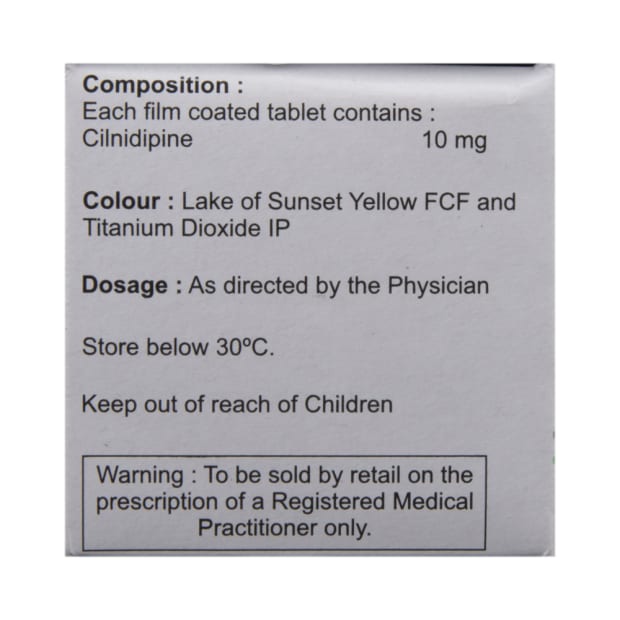 Composition :
Each film coated tablet contains :
Cilnidipine 10 mg
Colour : Lake of Sunset Yellow FCF and
Titanium Dioxide IP
Dosage : As directed by the Physician
Store below 30ºC.
Keep out of reach of Children
Warning : To be sold by retail on the
prescription of a Registered Medical
Practitioner only.